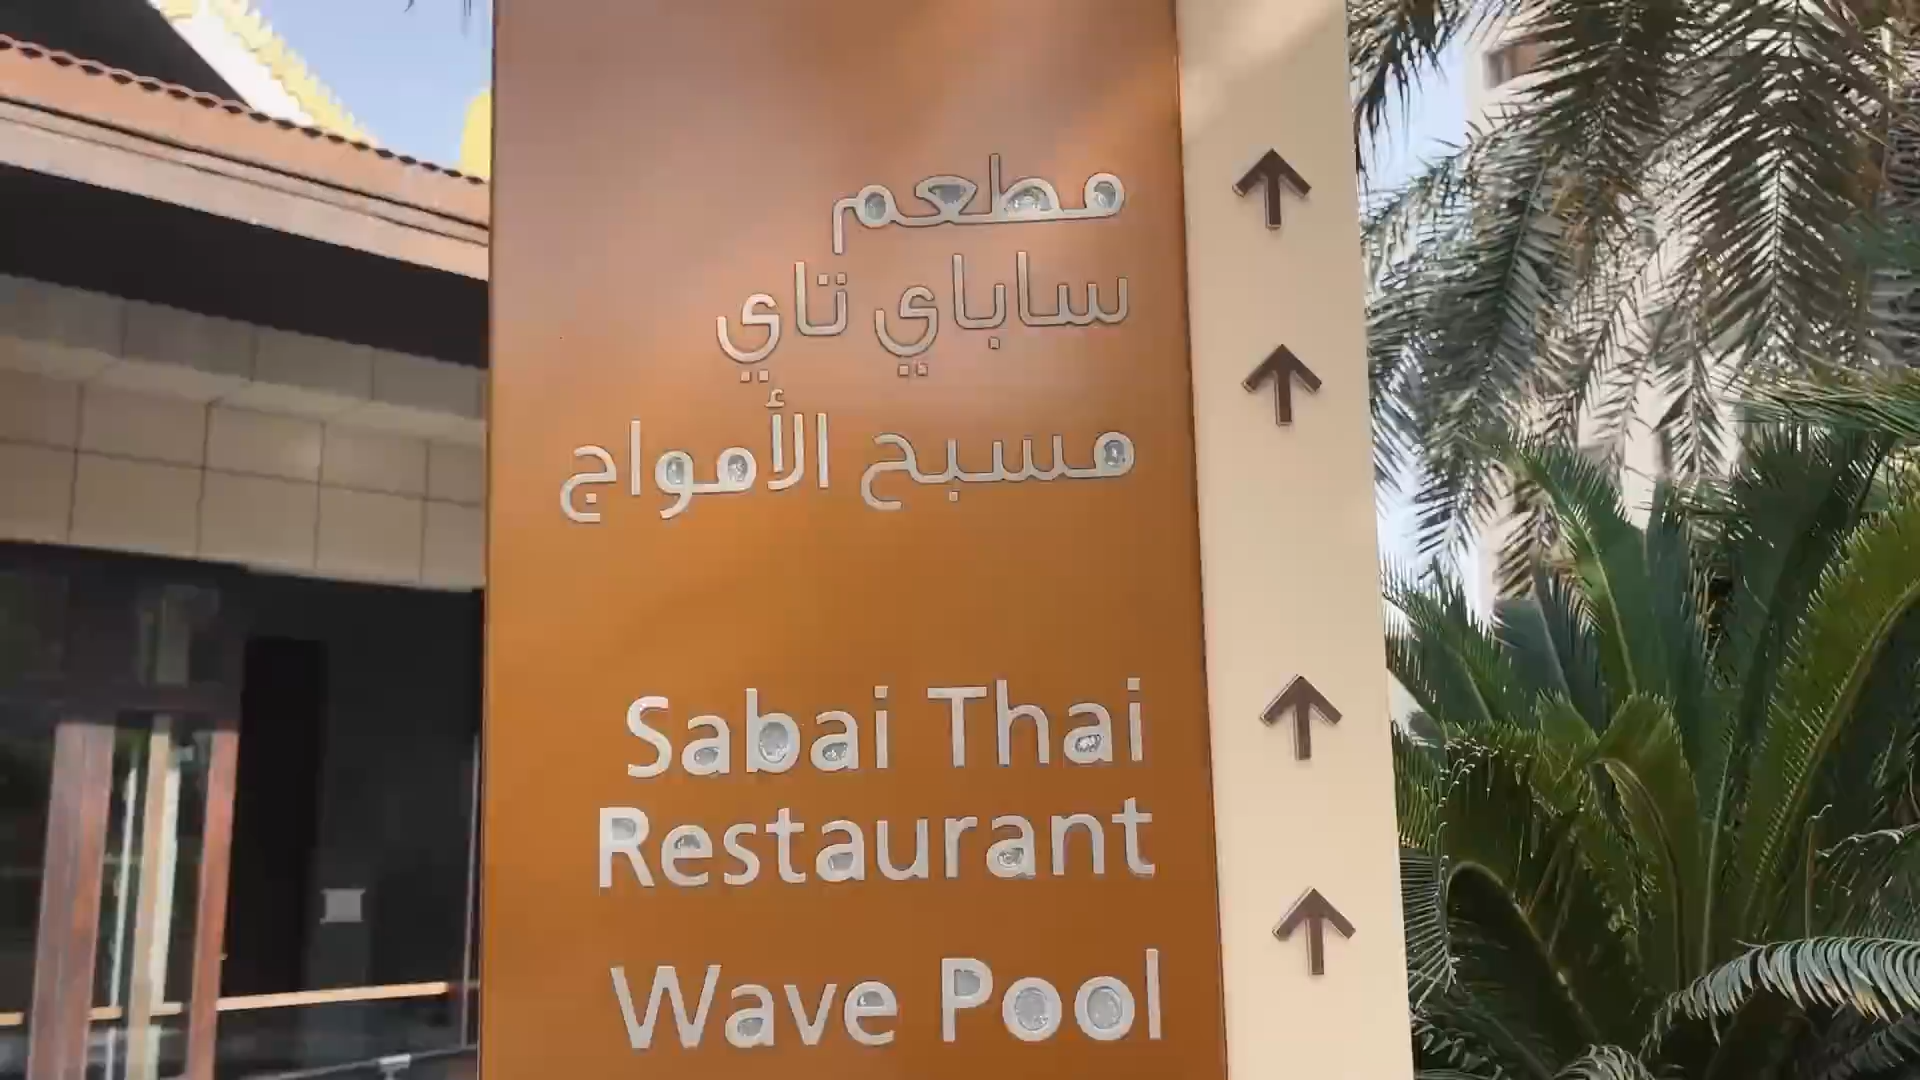 مطعم
ساباي تاي
مسبح الأمواج
Sabai Thai
Restaurant
Wave Pool